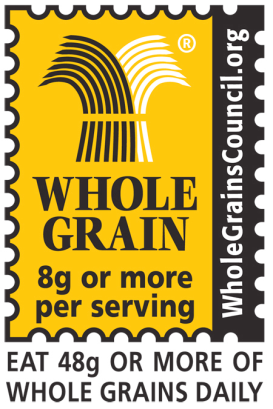 ®
WHOLE
GRAIN
8g or more
per serving
WholeGrainsCouncil.org
EAT 48g OR MORE OF
WHOLE GRAINS DAILY